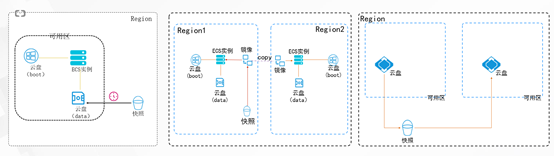 Region
可用区
云盘
(boot)
ECS实例
云盘
(data)
快照
Region1
ECS实例
镜像
云盘
(boot)
云盘
(data)
快照
copy
Region2
ECS实例
镜像
云盘
(boot)
云盘
(data)
Region
云盘
可用区
云盘
可用区
快照